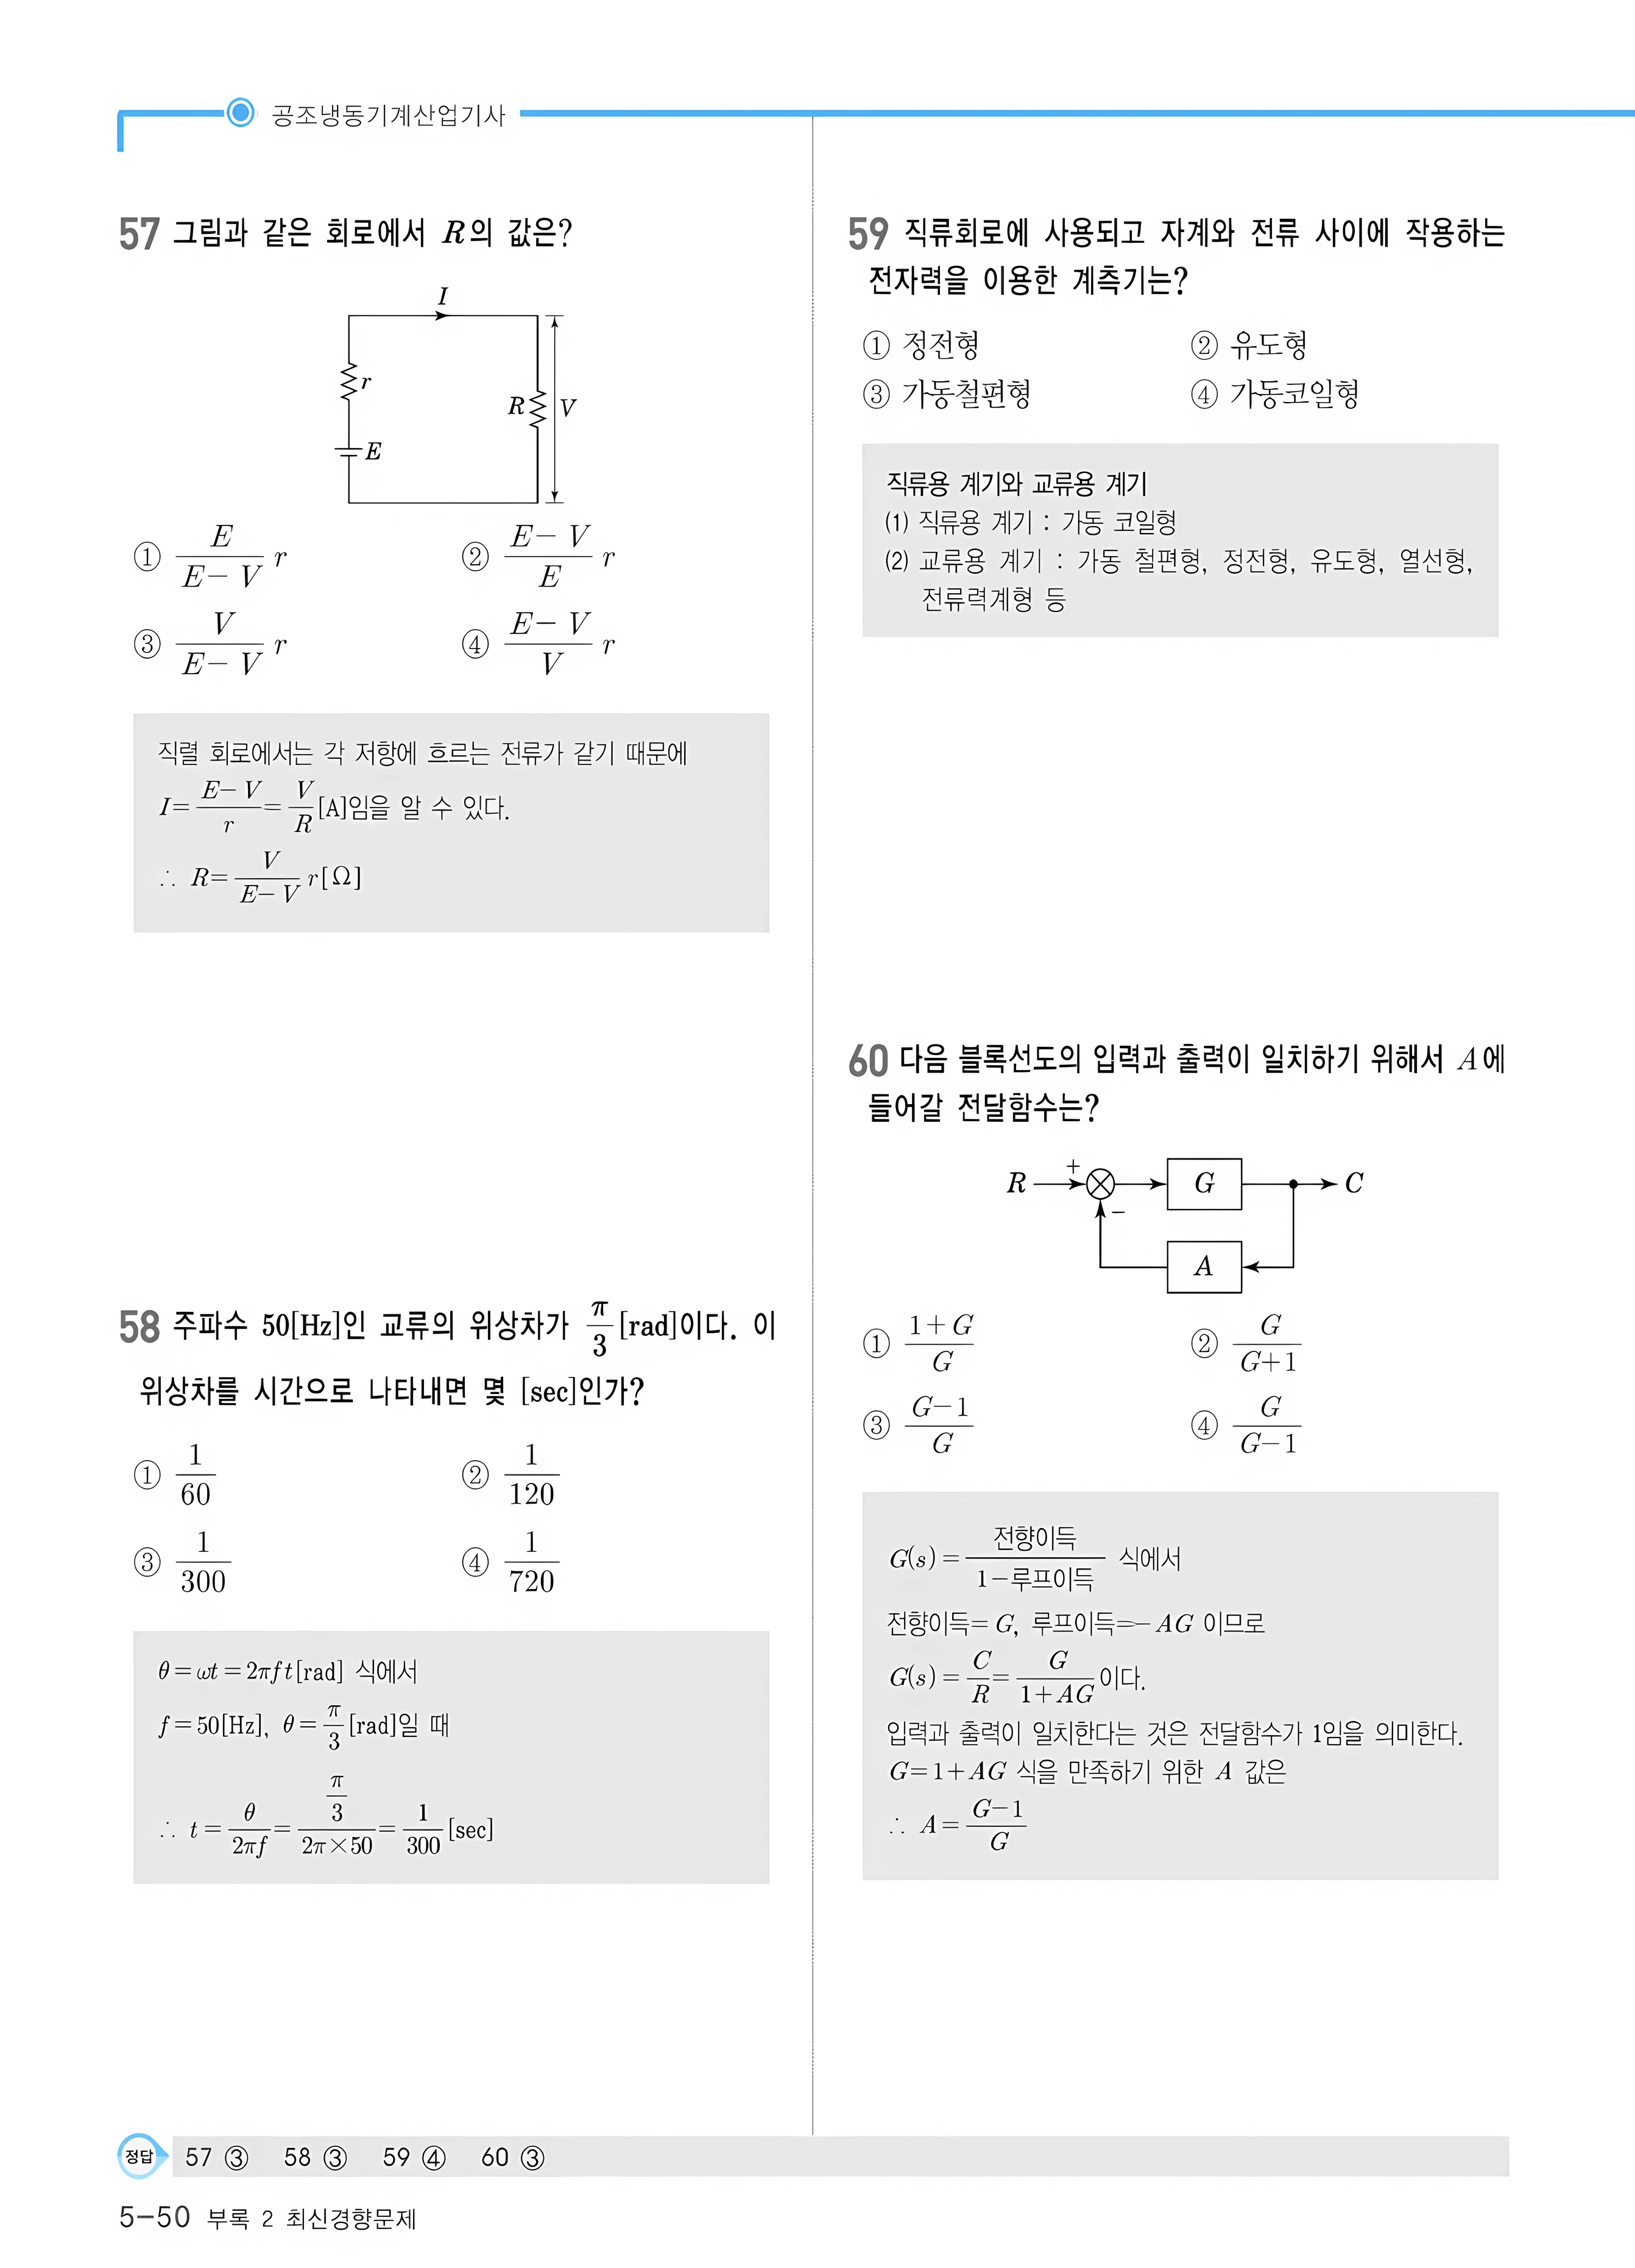 공조냉동기계산업기사
57 그림과 같은 회로에서 R의 값은?
I
r
R
V
E
① E/(E-V) r ② (E-V)/E r
③ V/(E-V) r ④ (E-V)/V r
직렬 회로에서는 각 저항에 흐르는 전류가 같기 때문에
I=(E-V)/r=V/R[A]임을 알 수 있다.
∴ R=V/(E-V) r[Ω]
58 주파수 50[Hz]인 교류의 위상차가 π/3[rad]이다. 이
위상차를 시간으로 나타내면 몇 [sec]인가?
① 1/60 ② 1/120
③ 1/300 ④ 1/720
θ=ωt=2πft[rad] 식에서
f=50[Hz], θ=π/3[rad]일 때
∴ t=θ/2πf=(π/3)/(2π×50)=1/300[sec]
59 직류회로에 사용되고 자계와 전류 사이에 작용하는
전자력을 이용한 계측기는?
① 정전형 ② 유도형
③ 가동철편형 ④ 가동코일형
직류용 계기와 교류용 계기
(1) 직류용 계기 : 가동 코일형
(2) 교류용 계기 : 가동 철편형, 정전형, 유도형, 열선형,
전류력계형 등
60 다음 블록선도의 입력과 출력이 일치하기 위해서 A에
들어갈 전달함수는?
R + G C
−
A
① (1+G)/G ② G/(G+1)
③ (G-1)/G ④ G/(G-1)
G(s)=전향이득/(1-루프이득) 식에서
전향이득=G, 루프이득=-AG 이므로
G(s)=C/R=G/(1+AG)이다.
입력과 출력이 일치한다는 것은 전달함수가 1임을 의미한다.
G=1+AG 식을 만족하기 위한 A 값은
∴ A=(G-1)/G
정답 57 ③ 58 ③ 59 ④ 60 ③
5-50 부록 2 최신경향문제